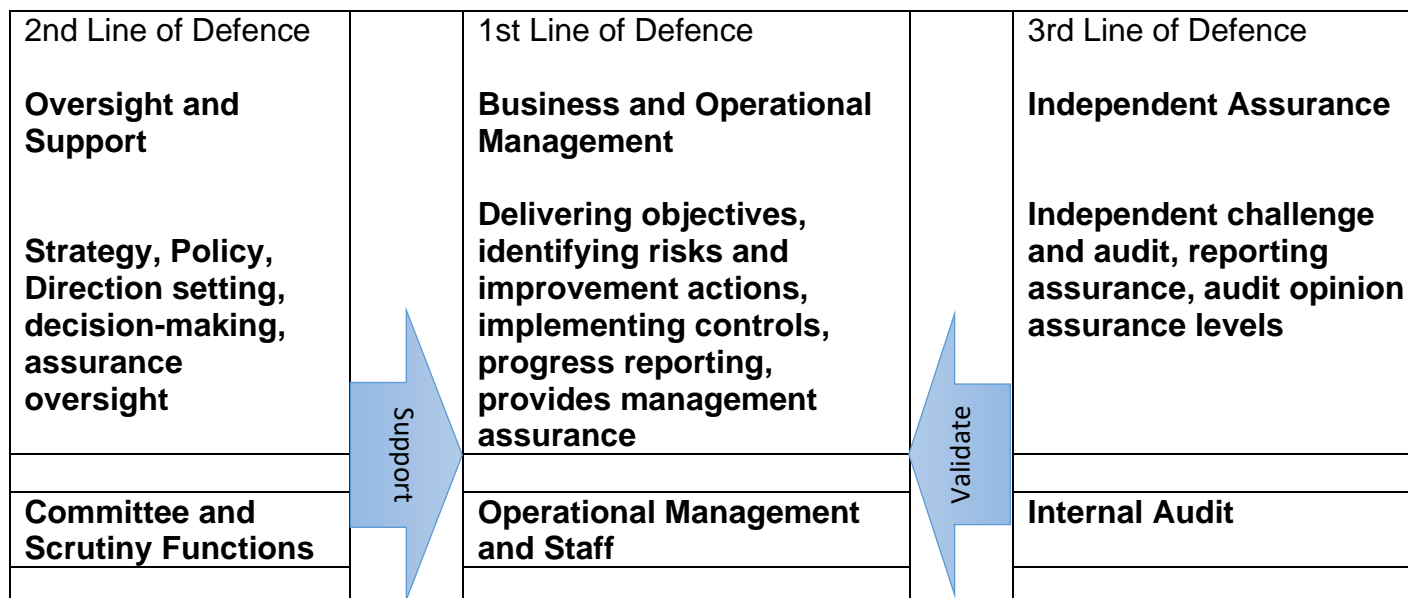 2nd Line of Defence
Oversight and
Support
Strategy, Policy,
Direction setting,
decision-making,
assurance
oversight
Committee and
Scrutiny Functions
Support
1st Line of Defence
Business and Operational
Management
Delivering objectives,
identifying risks and
improvement actions,
implementing controls,
progress reporting,
provides management
assurance
Operational Management
and Staff
Validate
3rd Line of Defence
Independent Assurance
Independent challenge
and audit, reporting
assurance, audit opinion
assurance levels
Internal Audit